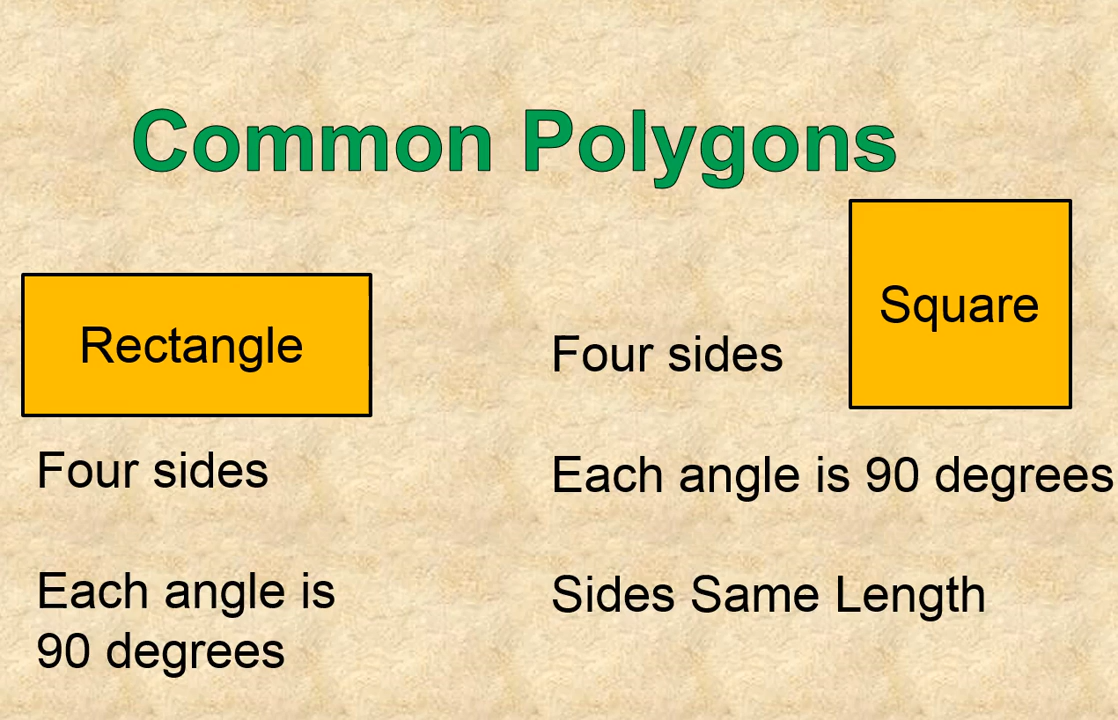 Common Polygons
Rectangle
Four sides
Each angle is
90 degrees
Square
Four sides
Each angle is 90 degrees
Sides Same Length